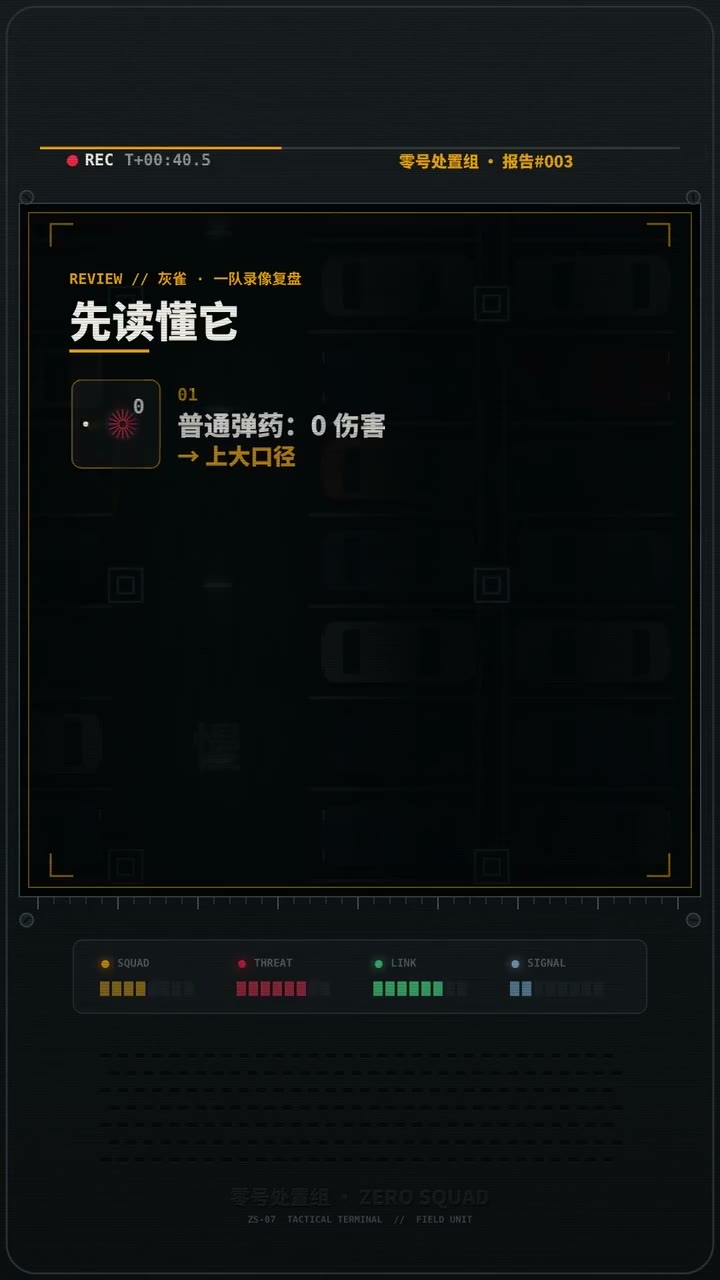 REC T+00:40.5
零号处置组 · 报告#003
REVIEW // 灰雀 · 一队录像复盘
先读懂它
0
01
普通弹药：0 伤害
→ 上大口径
慢
SQUAD
THREAT
LINK
SIGNAL
零号处置组 · ZERO SQUAD
ZS-07 TACTICAL TERMINAL // FIELD UNIT